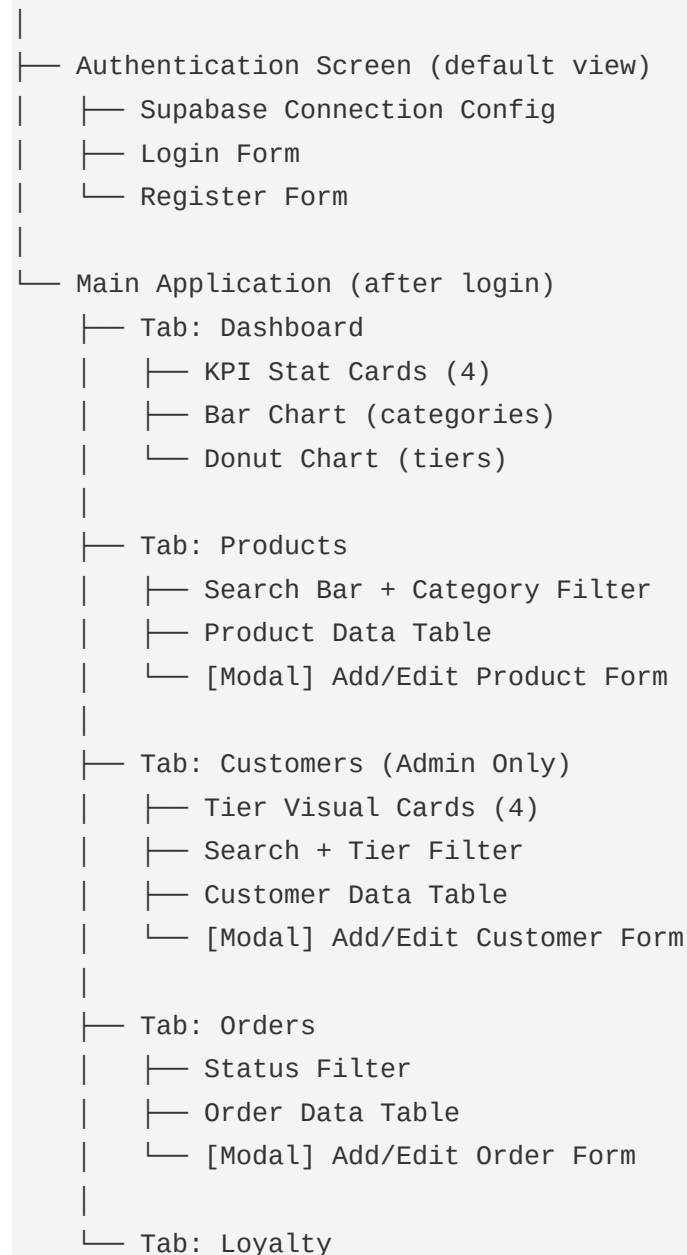 │
├── Authentication Screen (default view)
│   ├── Supabase Connection Config
│   ├── Login Form
│   └── Register Form
│
└── Main Application (after login)
    ├── Tab: Dashboard
    │   ├── KPI Stat Cards (4)
    │   ├── Bar Chart (categories)
    │   └── Donut Chart (tiers)
    │
    ├── Tab: Products
    │   ├── Search Bar + Category Filter
    │   ├── Product Data Table
    │   └── [Modal] Add/Edit Product Form
    │
    ├── Tab: Customers (Admin Only)
    │   ├── Tier Visual Cards (4)
    │   ├── Search + Tier Filter
    │   ├── Customer Data Table
    │   └── [Modal] Add/Edit Customer Form
    │
    ├── Tab: Orders
    │   ├── Status Filter
    │   ├── Order Data Table
    │   └── [Modal] Add/Edit Order Form
    │
    └── Tab: Loyalty